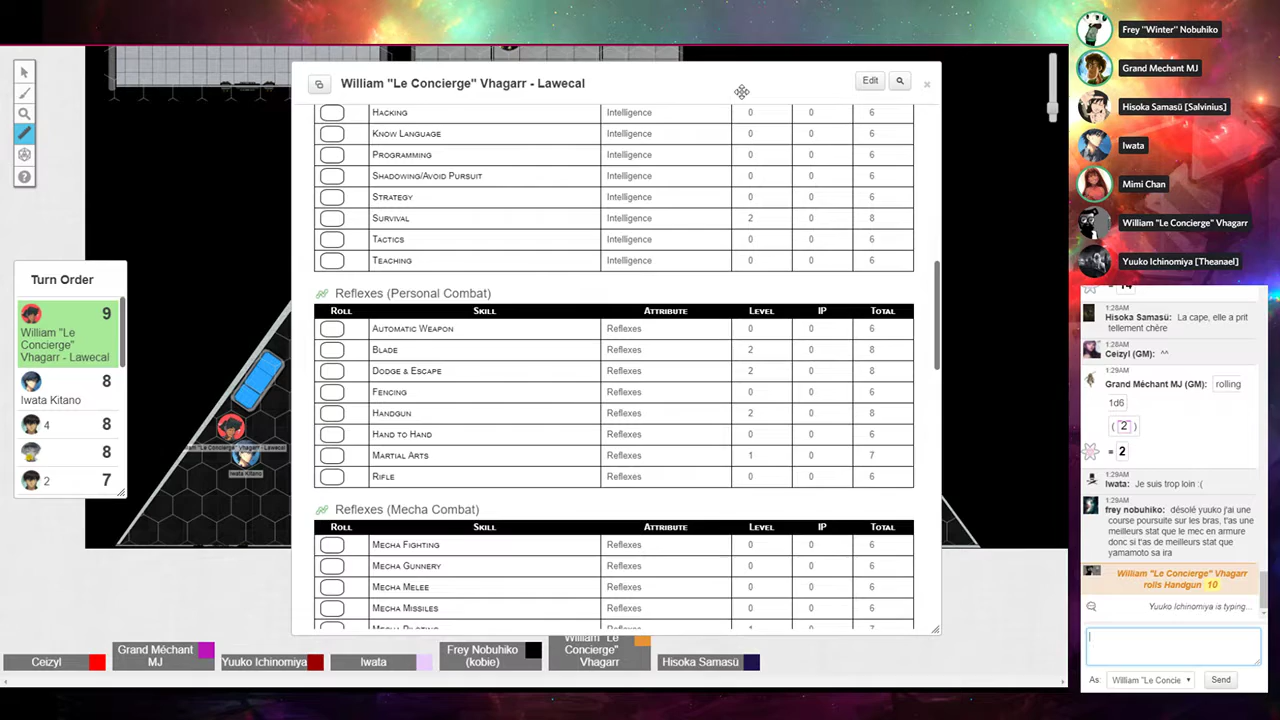 William "Le Concierge" Vhagarr - Lawecal
Edit
Hacking Intelligence 0 0 6
Know Language Intelligence 0 0 6
Programming Intelligence 0 0 6
Shadowing/Avoid Pursuit Intelligence 0 0 6
Strategy Intelligence 0 0 6
Survival Intelligence 2 0 8
Tactics Intelligence 0 0 6
Teaching Intelligence 0 0 6
Reflexes (Personal Combat)
Roll Skill Attribute Level IP Total
Automatic Weapon Reflexes 0 0 6
Blade Reflexes 2 0 8
Dodge & Escape Reflexes 2 0 8
Fencing Reflexes 0 0 6
Handgun Reflexes 2 0 8
Hand to Hand Reflexes 0 0 6
Martial Arts Reflexes 1 0 7
Rifle Reflexes 0 0 6
Reflexes (Mecha Combat)
Roll Skill Attribute Level IP Total
Mecha Fighting Reflexes 0 0 6
Mecha Gunnery Reflexes 0 0 6
Mecha Melee Reflexes 0 0 6
Mecha Missiles Reflexes 0 0 6
Turn Order
9
William "Le
Concierge"
Vhagarr - Lawecal
8
Iwata Kitano
4 8
8
2 7
Iwata Kitano
Ceizyl
Grand Méchant
MJ
Yuuko Ichinomiya
Iwata
Frey Nobuhiko
(kobie)
William "Le
Concierge"
Vhagarr
Hisoka Samasü
Frey "Winter" Nobuhiko
Grand Mechant MJ
Hisoka Samasü [Salvinius]
Iwata
Mimi Chan
William "Le Concierge" Vhagarr
Yuuko Ichinomiya [Theanael]
= 14
1:28AM
Hisoka Samasü: La cape, elle a prit
tellement chère
1:28AM
Ceizyl (GM): ^^
1:29AM
Grand Méchant MJ (GM): rolling
1d6
( 2 )
= 2
1:29AM
Iwata: Je suis trop loin :(
1:29AM
frey nobuhiko: désolé yuuko j'ai une
course poursuite sur les bras, t'as une
meilleurs stat que le mec en armure
donc si t'as de meilleurs stat que
yamamoto sa ira
William "Le Concierge" Vhagarr
rolls Handgun 10
Yuuko Ichinomiya is typing...
As: William "Le Concie Send